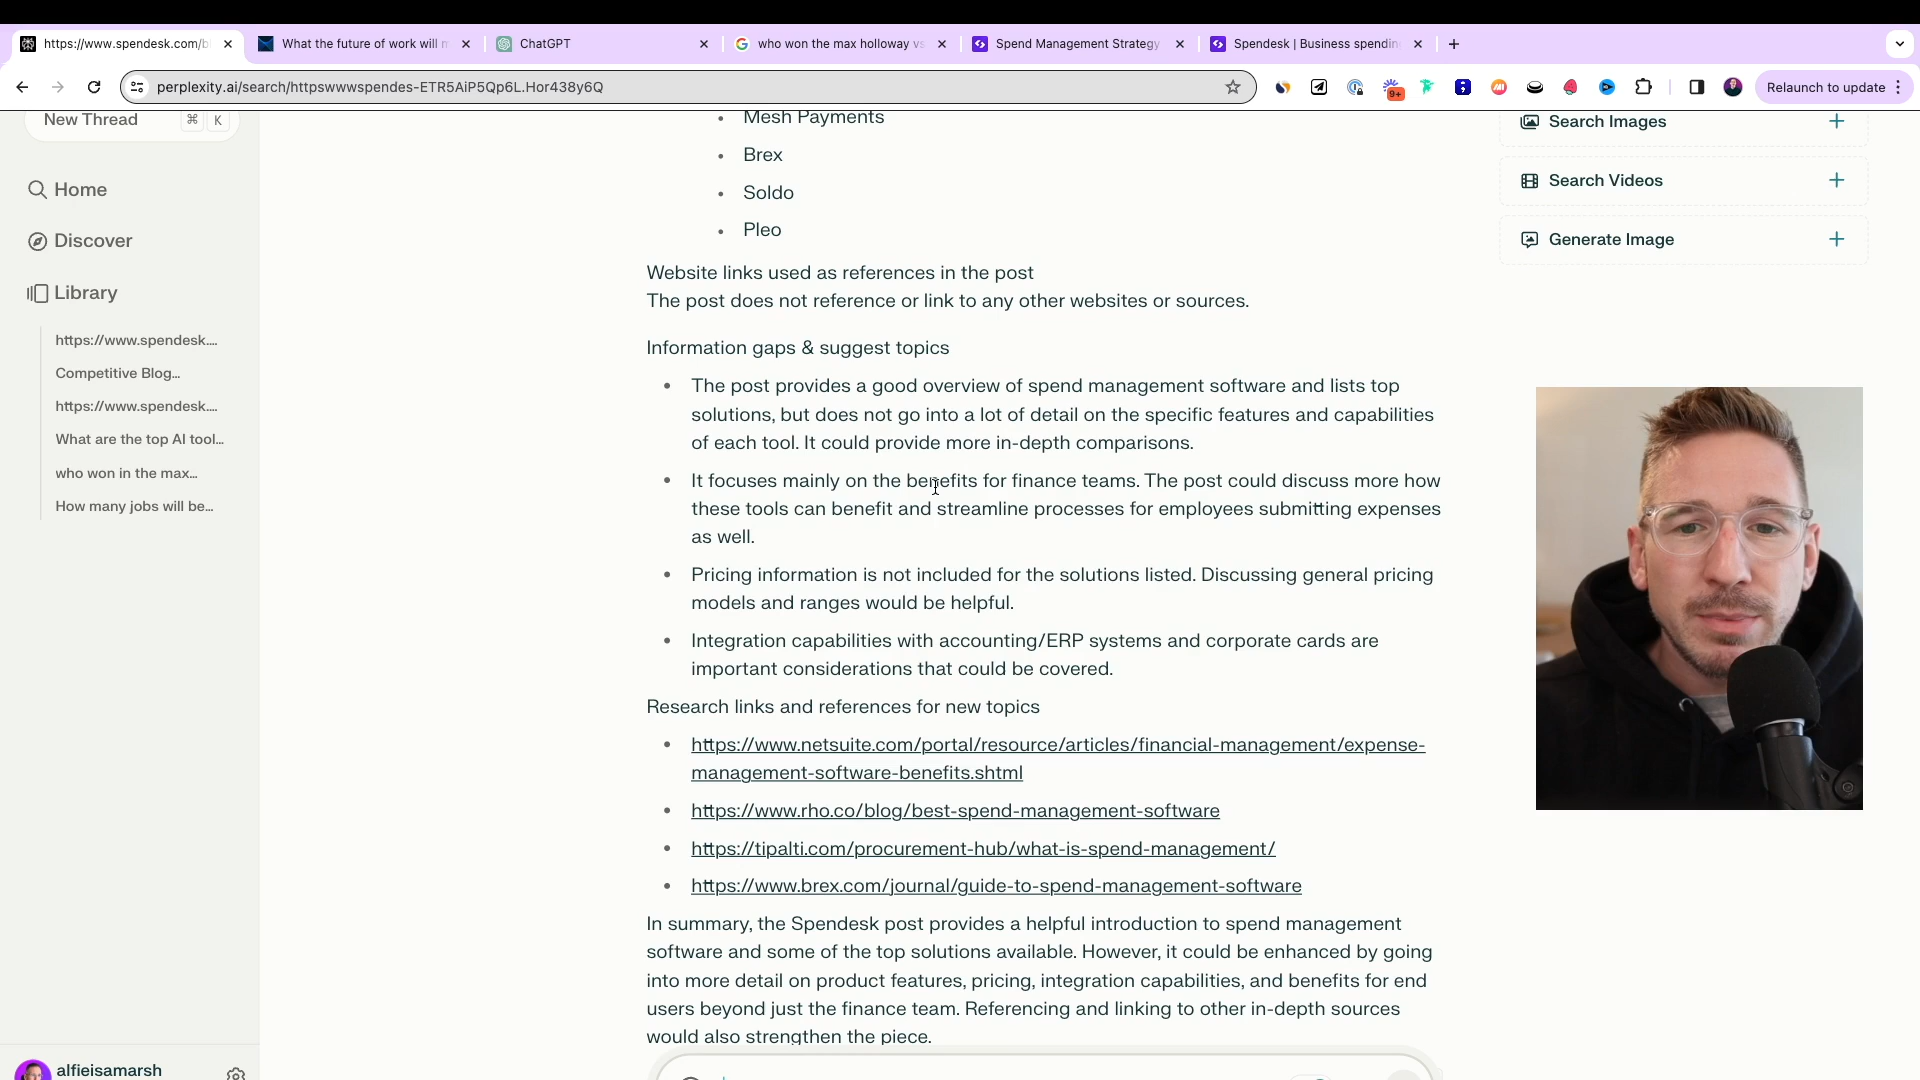 https://www.spendesk.com/b
What the future of work will m
ChatGPT
who won the max holloway vs
Spend Management Strategy
Spendesk | Business spendin
perplexity.ai/search/httpswwwspendes-ETR5AiP5Qp6L.Hor438y6Q
9+
Relaunch to update
New Thread
⌘ K
Home
Discover
Library
https://www.spendesk....
Competitive Blog...
https://www.spendesk....
What are the top AI tool...
who won in the max...
How many jobs will be...
alfieisamarsh
• Mesh Payments
• Brex
• Soldo
• Pleo
Website links used as references in the post
The post does not reference or link to any other websites or sources.
Information gaps & suggest topics
• The post provides a good overview of spend management software and lists top
solutions, but does not go into a lot of detail on the specific features and capabilities
of each tool. It could provide more in-depth comparisons.
• It focuses mainly on the benefits for finance teams. The post could discuss more how
these tools can benefit and streamline processes for employees submitting expenses
as well.
• Pricing information is not included for the solutions listed. Discussing general pricing
models and ranges would be helpful.
• Integration capabilities with accounting/ERP systems and corporate cards are
important considerations that could be covered.
Research links and references for new topics
• https://www.netsuite.com/portal/resource/articles/financial-management/expense-
management-software-benefits.shtml
• https://www.rho.co/blog/best-spend-management-software
• https://tipalti.com/procurement-hub/what-is-spend-management/
• https://www.brex.com/journal/guide-to-spend-management-software
In summary, the Spendesk post provides a helpful introduction to spend management
software and some of the top solutions available. However, it could be enhanced by going
into more detail on product features, pricing, integration capabilities, and benefits for end
users beyond just the finance team. Referencing and linking to other in-depth sources
would also strengthen the piece.
Search Images
Search Videos
Generate Image